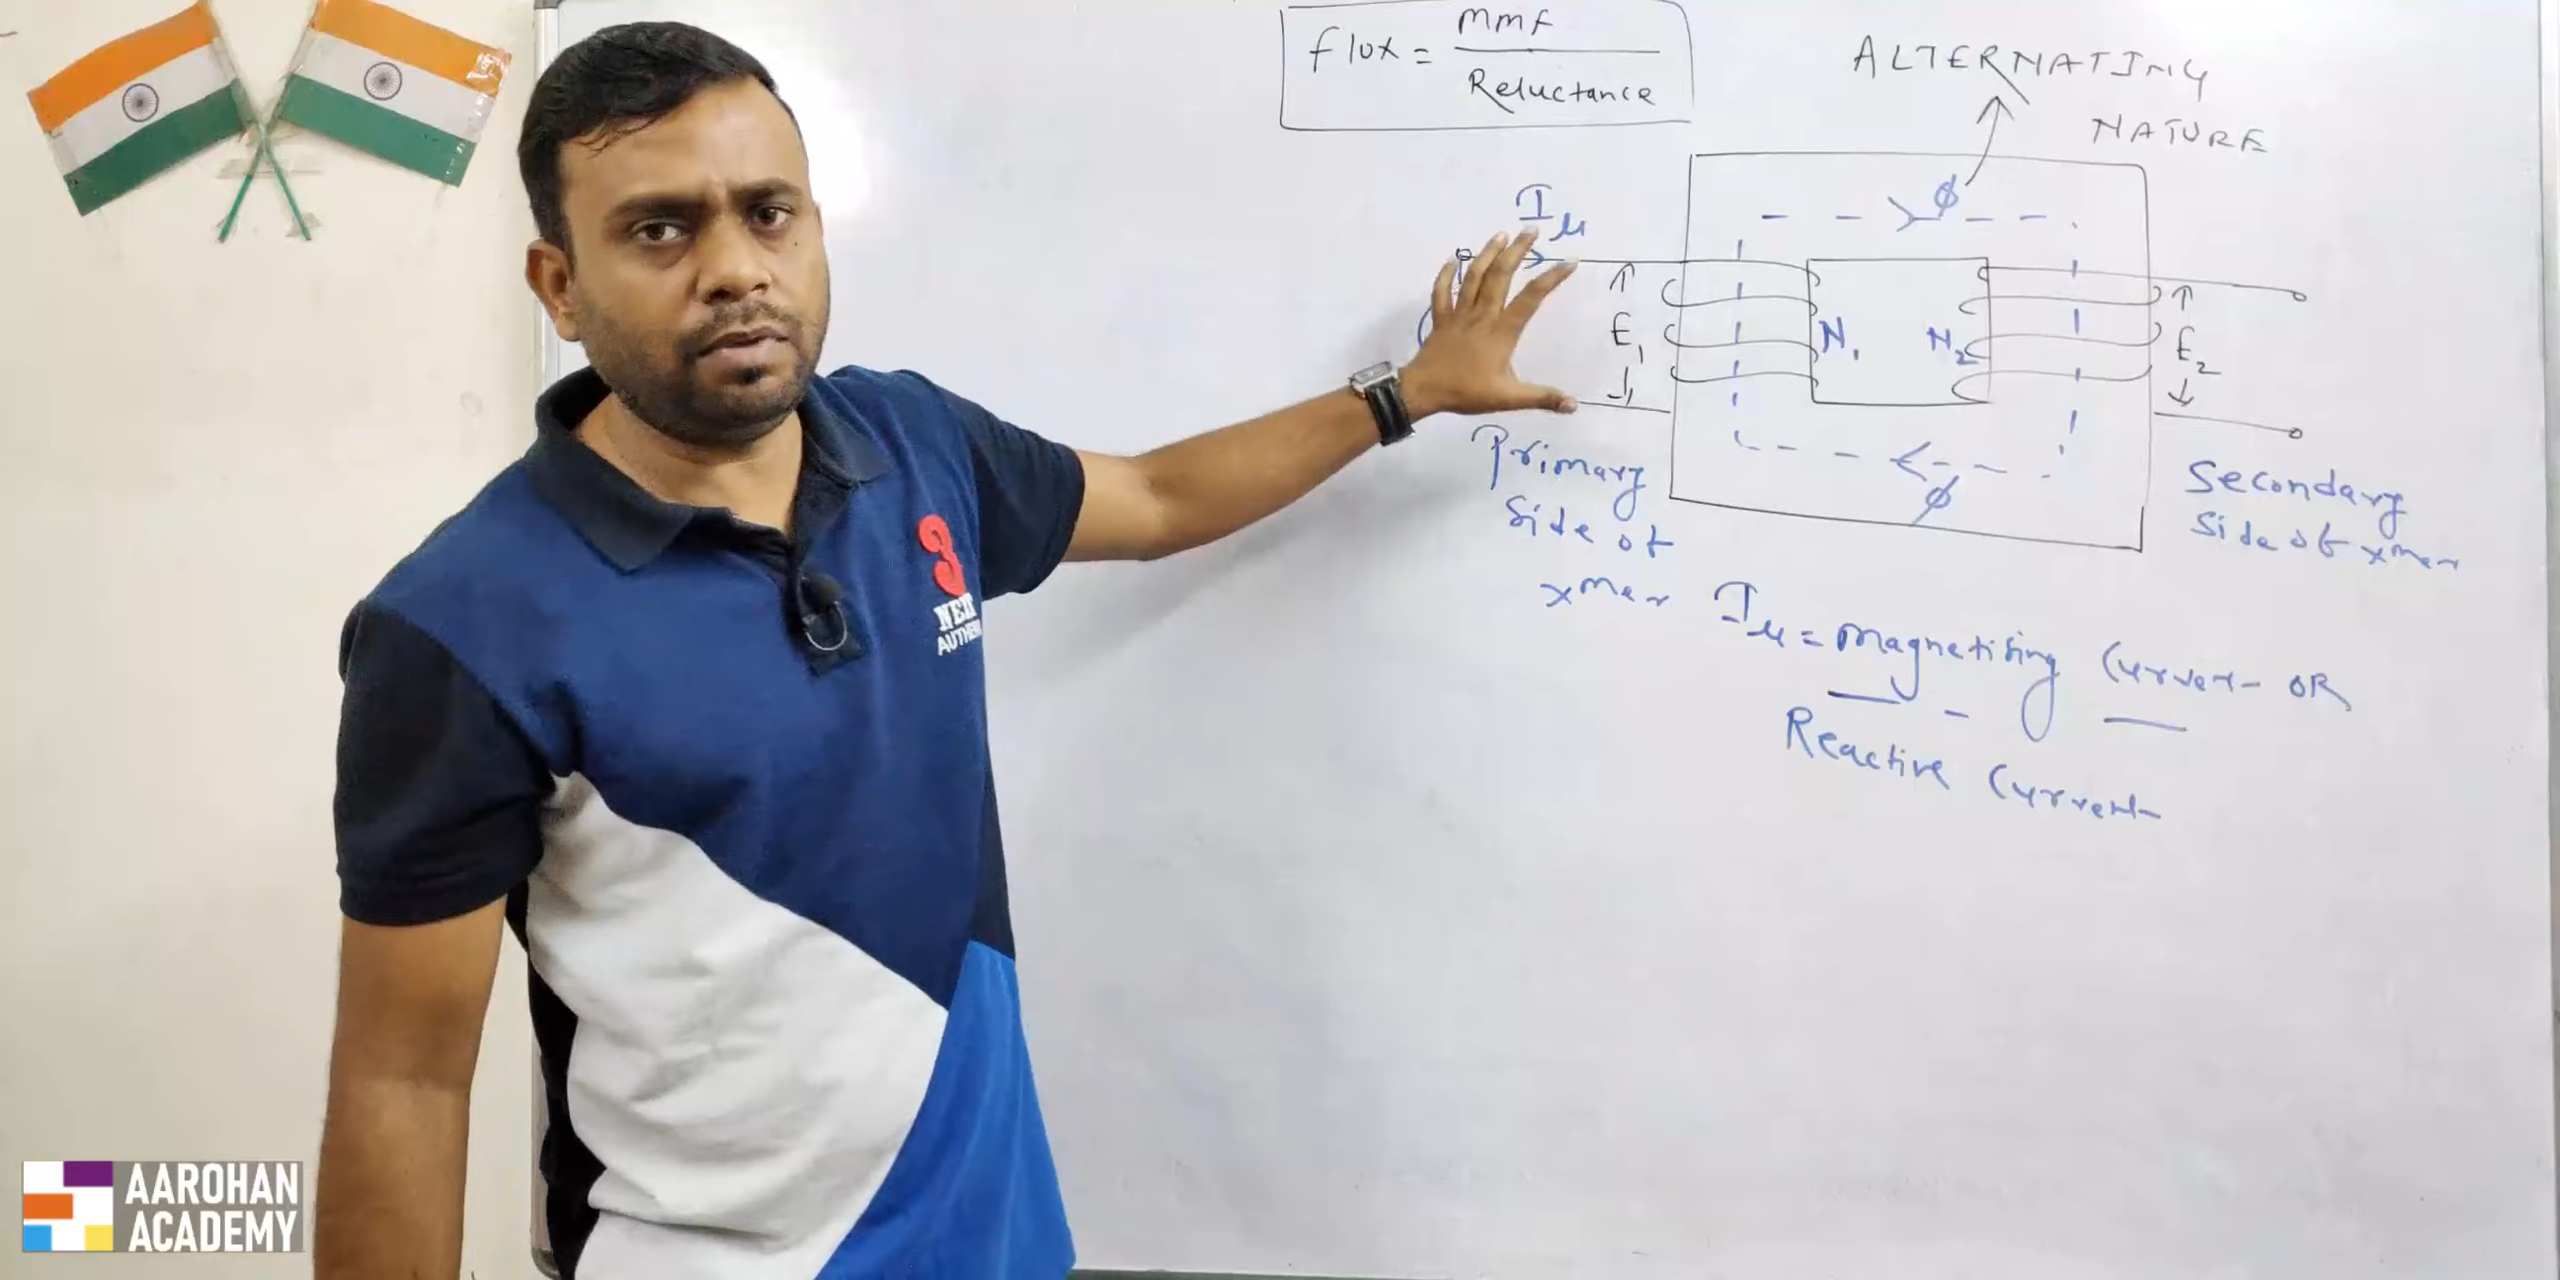 flux = mmf
Reluctance
ALTERNATING
NATURE
ϕ
Iμ
E₁
N₁
N₂
E₂
ϕ
Primary
Side of
xmer
Secondary
Side of xmer
Iμ = Magnetising Current OR
Reactive Current
3
AAROHAN
ACADEMY